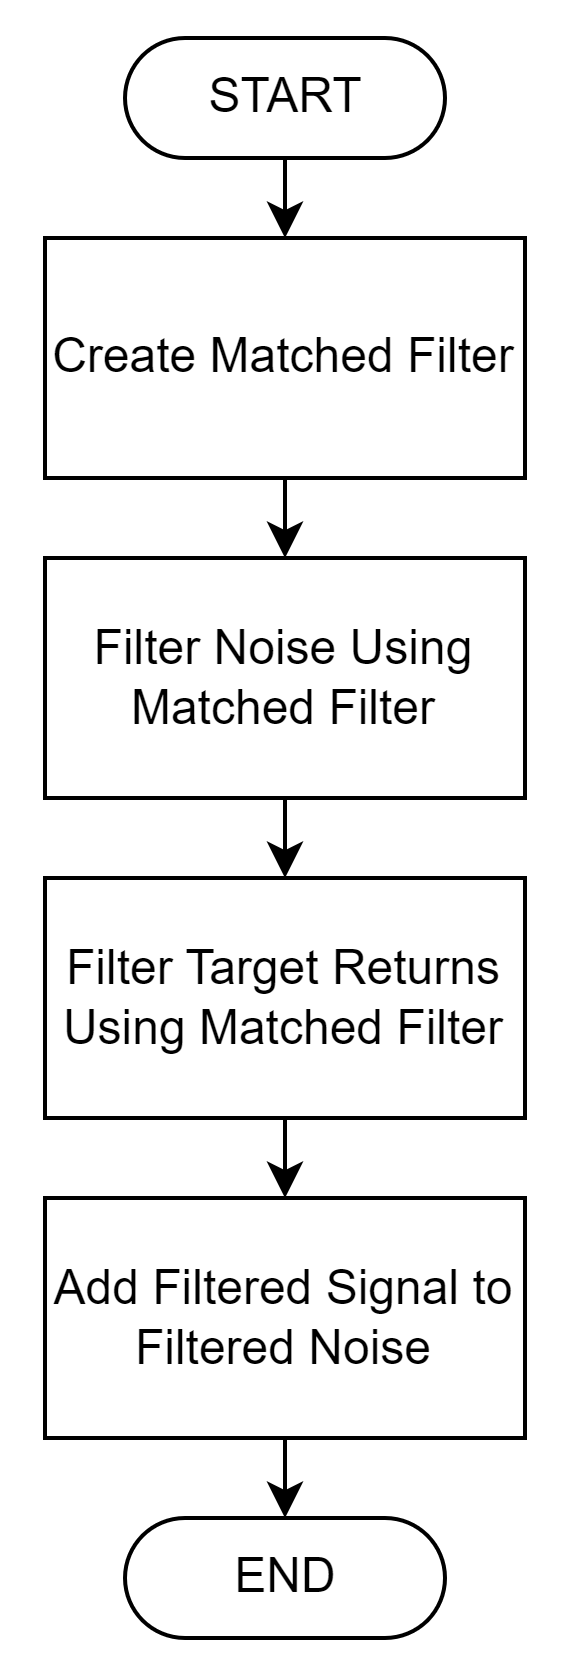 START
Create Matched Filter
Filter Noise Using
Matched Filter
Filter Target Returns
Using Matched Filter
Add Filtered Signal to
Filtered Noise
END